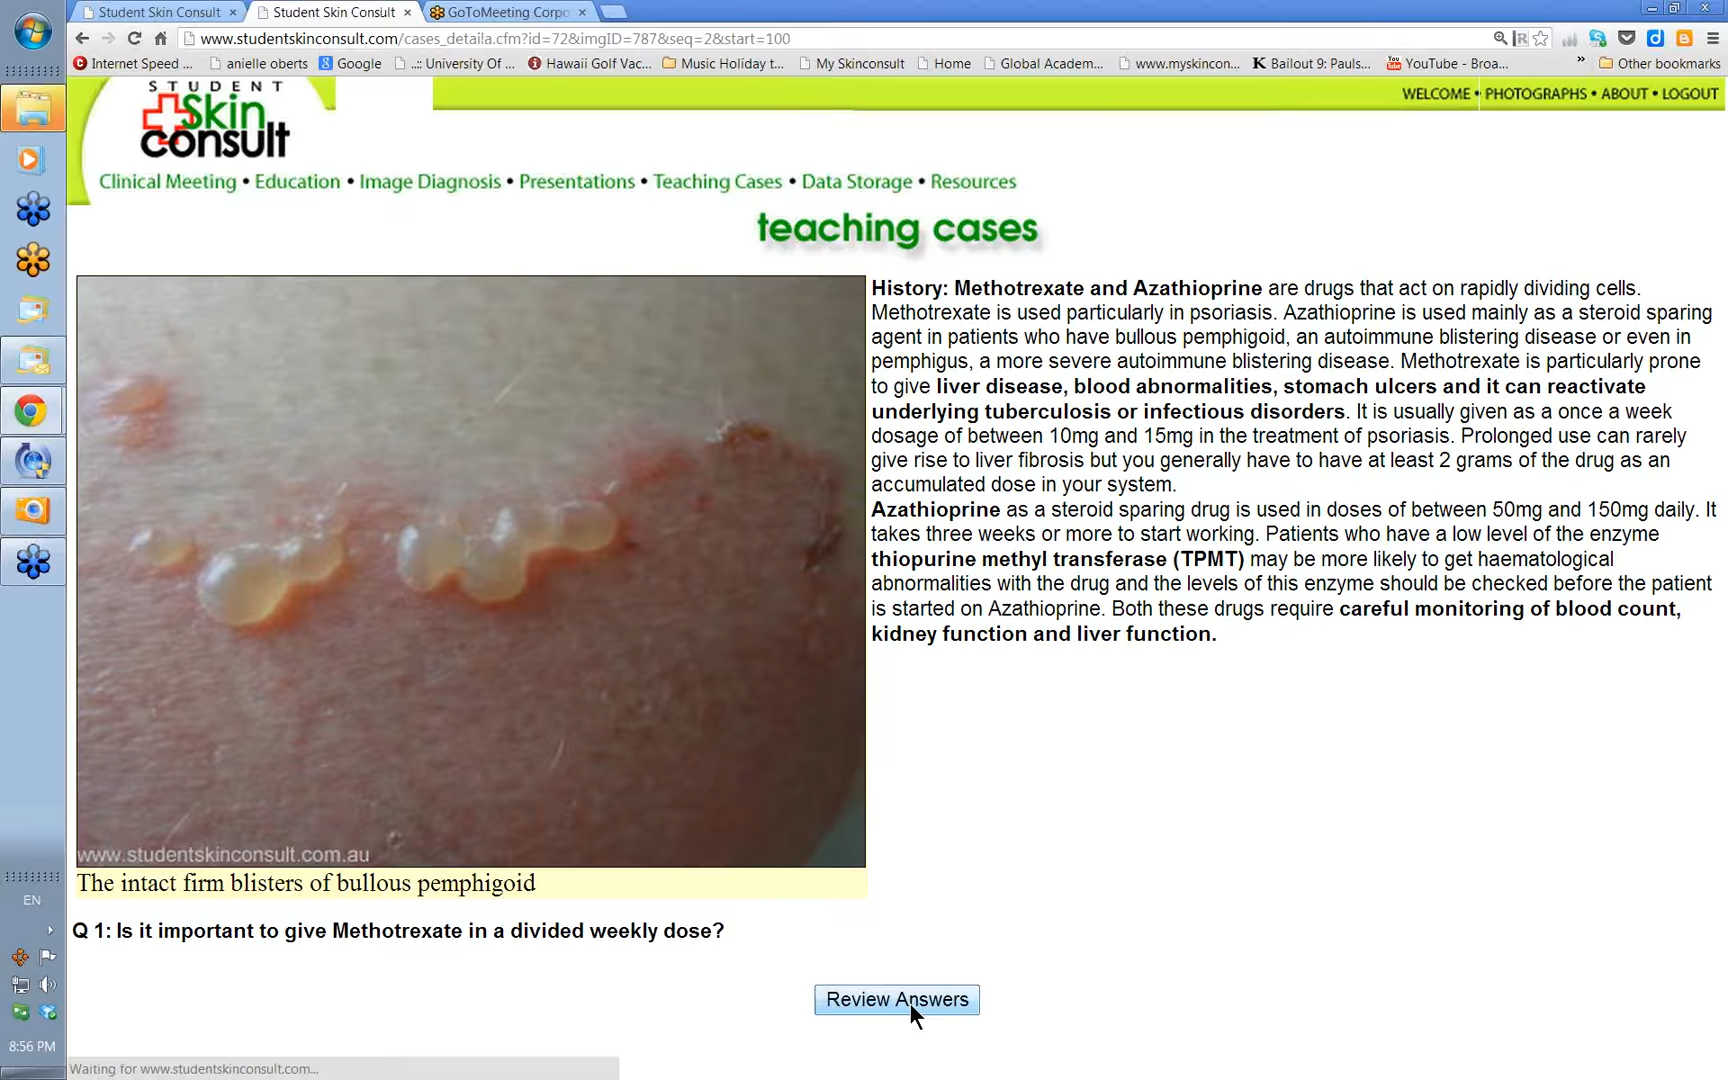 Student Skin Consult × Student Skin Consult × GoToMeeting Corpo ×
www.studentskinconsult.com/cases_detaila.cfm?id=72&imgID=787&seq=2&start=100
Internet Speed ... anielle oberts Google ..:: University Of ... Hawaii Golf Vac... Music Holiday t... My Skinconsult Home Global Academ... www.myskincon... Bailout 9: Pauls... YouTube - Broa... » Other bookmarks
WELCOME • PHOTOGRAPHS • ABOUT • LOGOUT
STUDENT
Skin
consult
Clinical Meeting • Education • Image Diagnosis • Presentations • Teaching Cases • Data Storage • Resources
teaching cases
History: Methotrexate and Azathioprine are drugs that act on rapidly dividing cells.
Methotrexate is used particularly in psoriasis. Azathioprine is used mainly as a steroid sparing
agent in patients who have bullous pemphigoid, an autoimmune blistering disease or even in
pemphigus, a more severe autoimmune blistering disease. Methotrexate is particularly prone
to give liver disease, blood abnormalities, stomach ulcers and it can reactivate
underlying tuberculosis or infectious disorders. It is usually given as a once a week
dosage of between 10mg and 15mg in the treatment of psoriasis. Prolonged use can rarely
give rise to liver fibrosis but you generally have to have at least 2 grams of the drug as an
accumulated dose in your system.
Azathioprine as a steroid sparing drug is used in doses of between 50mg and 150mg daily. It
takes three weeks or more to start working. Patients who have a low level of the enzyme
thiopurine methyl transferase (TPMT) may be more likely to get haematological
abnormalities with the drug and the levels of this enzyme should be checked before the patient
is started on Azathioprine. Both these drugs require careful monitoring of blood count,
kidney function and liver function.
www.studentskinconsult.com.au
The intact firm blisters of bullous pemphigoid
Q 1: Is it important to give Methotrexate in a divided weekly dose?
Review Answers
EN
8:56 PM
Waiting for www.studentskinconsult.com...